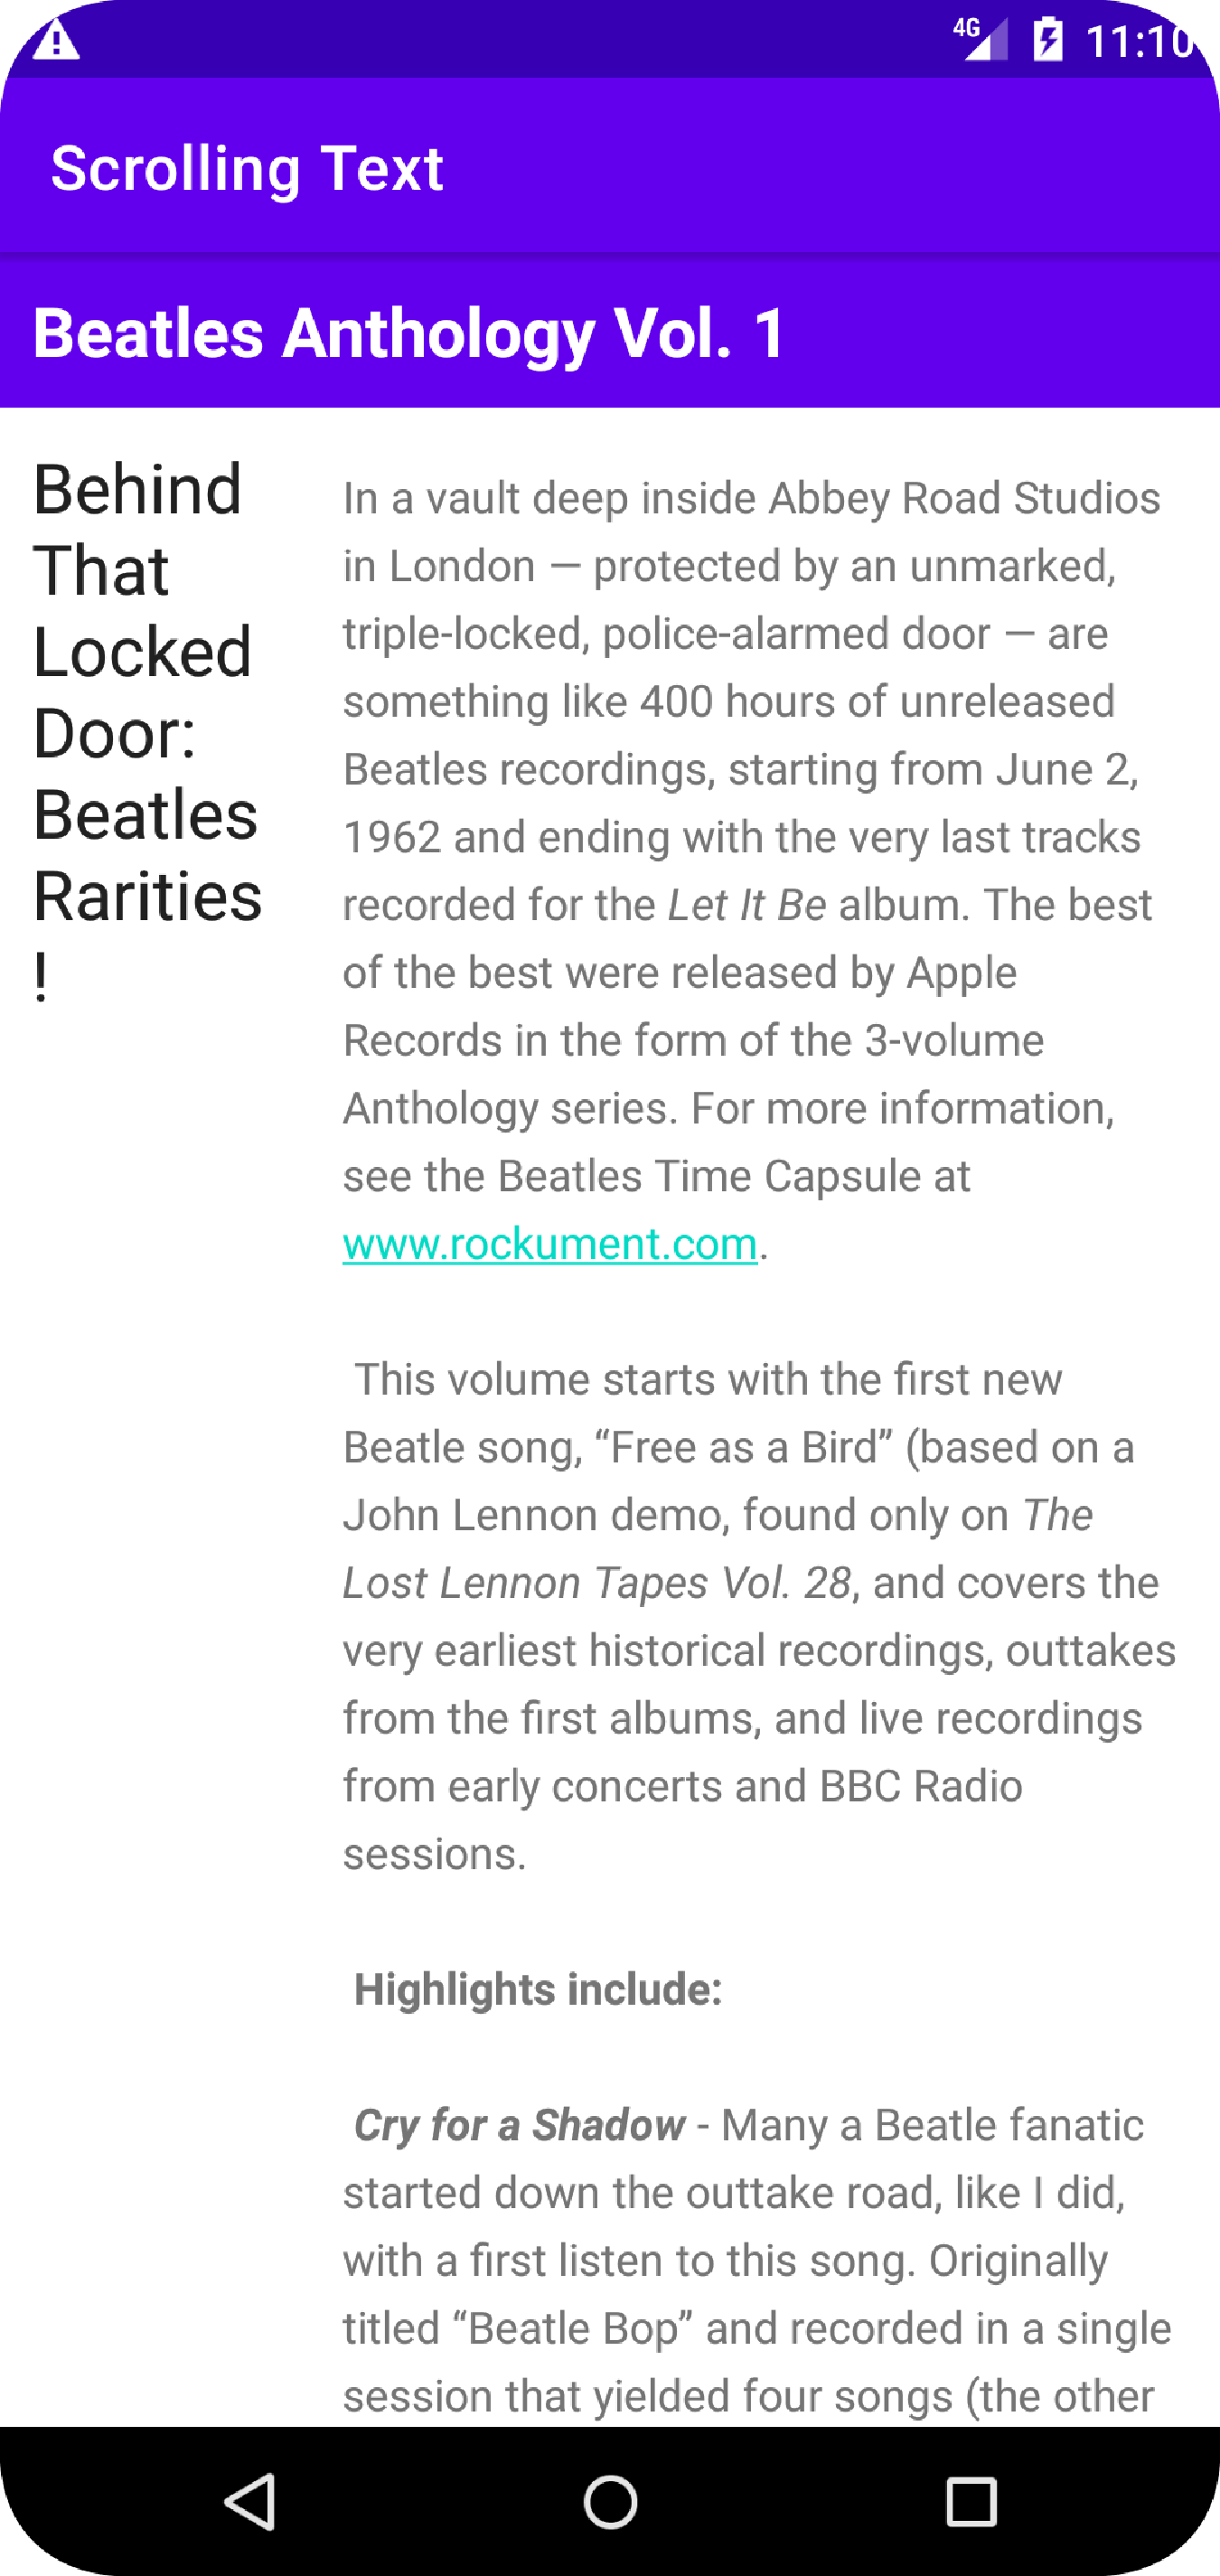 4G 11:10
Scrolling Text
Beatles Anthology Vol. 1
Behind
That
Locked
Door:
Beatles
Rarities
!
In a vault deep inside Abbey Road Studios
in London — protected by an unmarked,
triple-locked, police-alarmed door — are
something like 400 hours of unreleased
Beatles recordings, starting from June 2,
1962 and ending with the very last tracks
recorded for the Let It Be album. The best
of the best were released by Apple
Records in the form of the 3-volume
Anthology series. For more information,
see the Beatles Time Capsule at
www.rockument.com.
This volume starts with the first new
Beatle song, “Free as a Bird” (based on a
John Lennon demo, found only on The
Lost Lennon Tapes Vol. 28, and covers the
very earliest historical recordings, outtakes
from the first albums, and live recordings
from early concerts and BBC Radio
sessions.
Highlights include:
Cry for a Shadow - Many a Beatle fanatic
started down the outtake road, like I did,
with a first listen to this song. Originally
titled “Beatle Bop” and recorded in a single
session that yielded four songs (the other